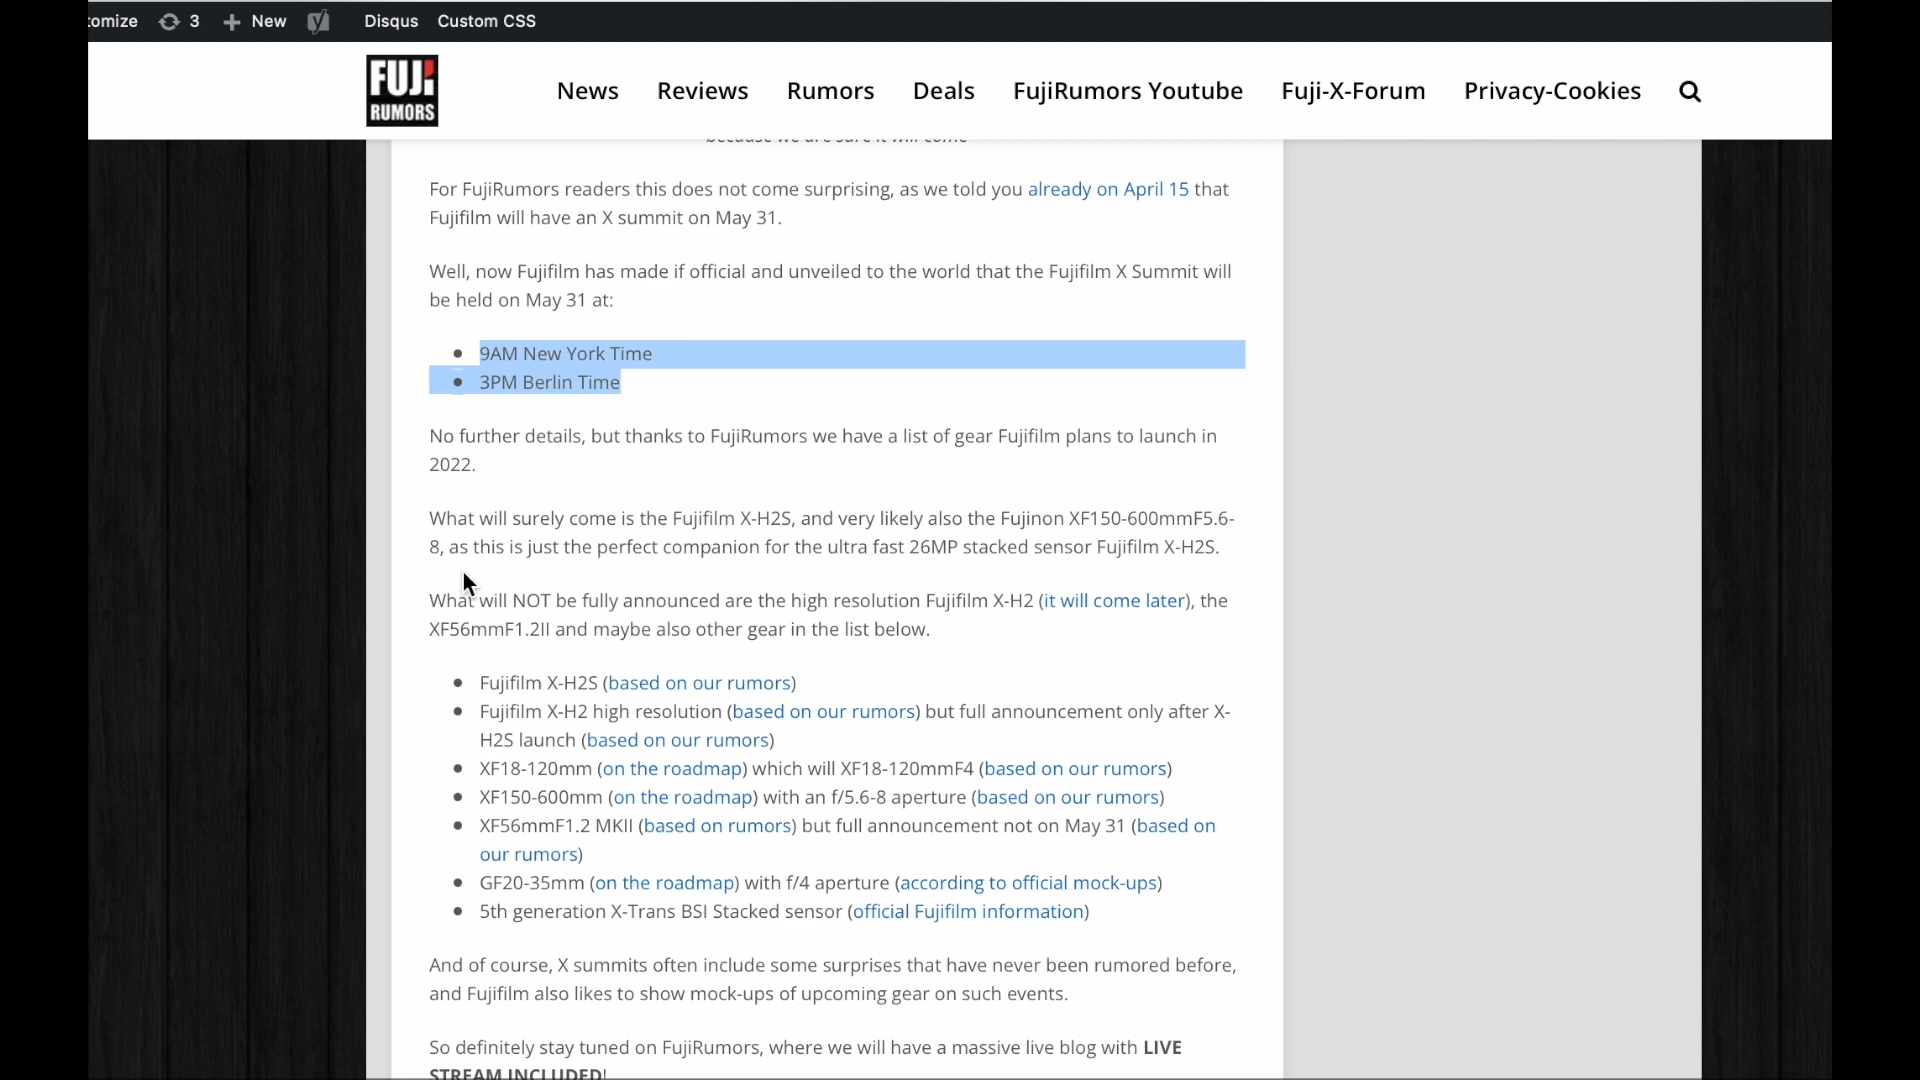 tomize 3 New Disqus Custom CSS
FUJi
RUMORS
News Reviews Rumors Deals FujiRumors Youtube Fuji-X-Forum Privacy-Cookies
because we are sure it will come
For FujiRumors readers this does not come surprising, as we told you already on April 15 that
Fujifilm will have an X summit on May 31.
Well, now Fujifilm has made if official and unveiled to the world that the Fujifilm X Summit will
be held on May 31 at:
9AM New York Time
3PM Berlin Time
No further details, but thanks to FujiRumors we have a list of gear Fujifilm plans to launch in
2022.
What will surely come is the Fujifilm X-H2S, and very likely also the Fujinon XF150-600mmF5.6-
8, as this is just the perfect companion for the ultra fast 26MP stacked sensor Fujifilm X-H2S.
What will NOT be fully announced are the high resolution Fujifilm X-H2 (it will come later), the
XF56mmF1.2II and maybe also other gear in the list below.
Fujifilm X-H2S (based on our rumors)
Fujifilm X-H2 high resolution (based on our rumors) but full announcement only after X-
H2S launch (based on our rumors)
XF18-120mm (on the roadmap) which will XF18-120mmF4 (based on our rumors)
XF150-600mm (on the roadmap) with an f/5.6-8 aperture (based on our rumors)
XF56mmF1.2 MKII (based on rumors) but full announcement not on May 31 (based on
our rumors)
GF20-35mm (on the roadmap) with f/4 aperture (according to official mock-ups)
5th generation X-Trans BSI Stacked sensor (official Fujifilm information)
And of course, X summits often include some surprises that have never been rumored before,
and Fujifilm also likes to show mock-ups of upcoming gear on such events.
So definitely stay tuned on FujiRumors, where we will have a massive live blog with LIVE
STREAM INCLUDED!